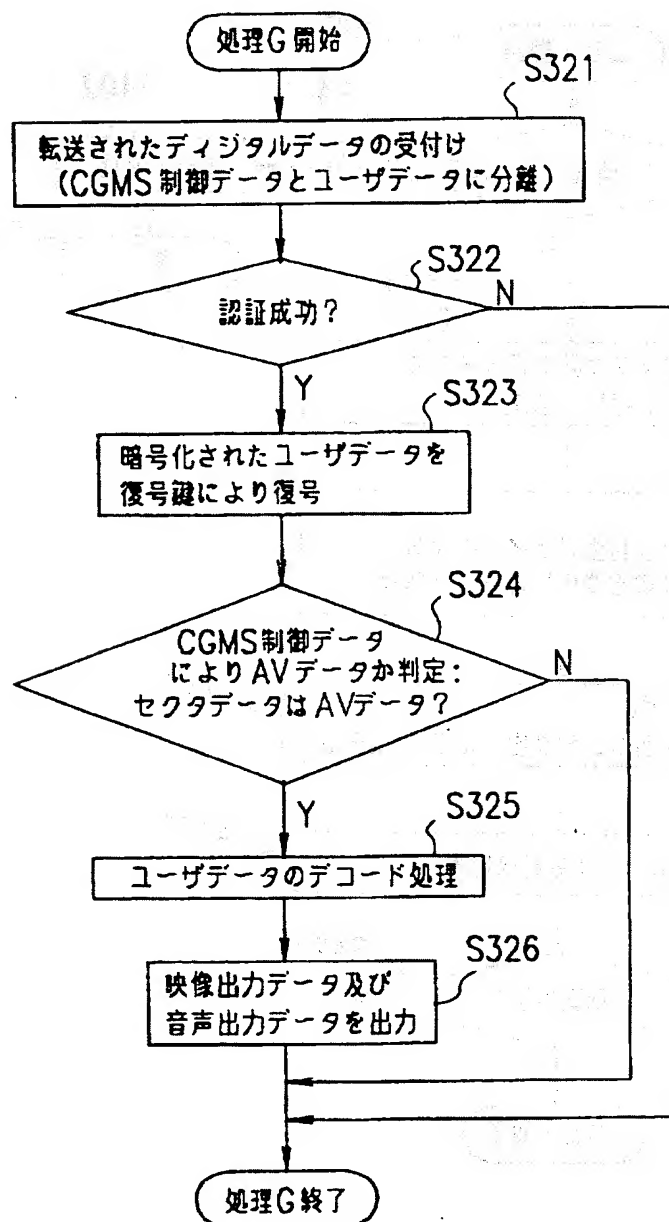 処理G開始
S321
転送されたディジタルデータの受付け
(CGMS制御データとユーザデータに分離)
S322
N
認証成功?
Y
S323
暗号化されたユーザデータを
復号鍵により復号
S324
CGMS制御データ
によりAVデータか判定:
セクタデータはAVデータ?
N
Y
S325
ユーザデータのデコード処理
S326
映像出力データ及び
音声出力データを出力
処理G終了